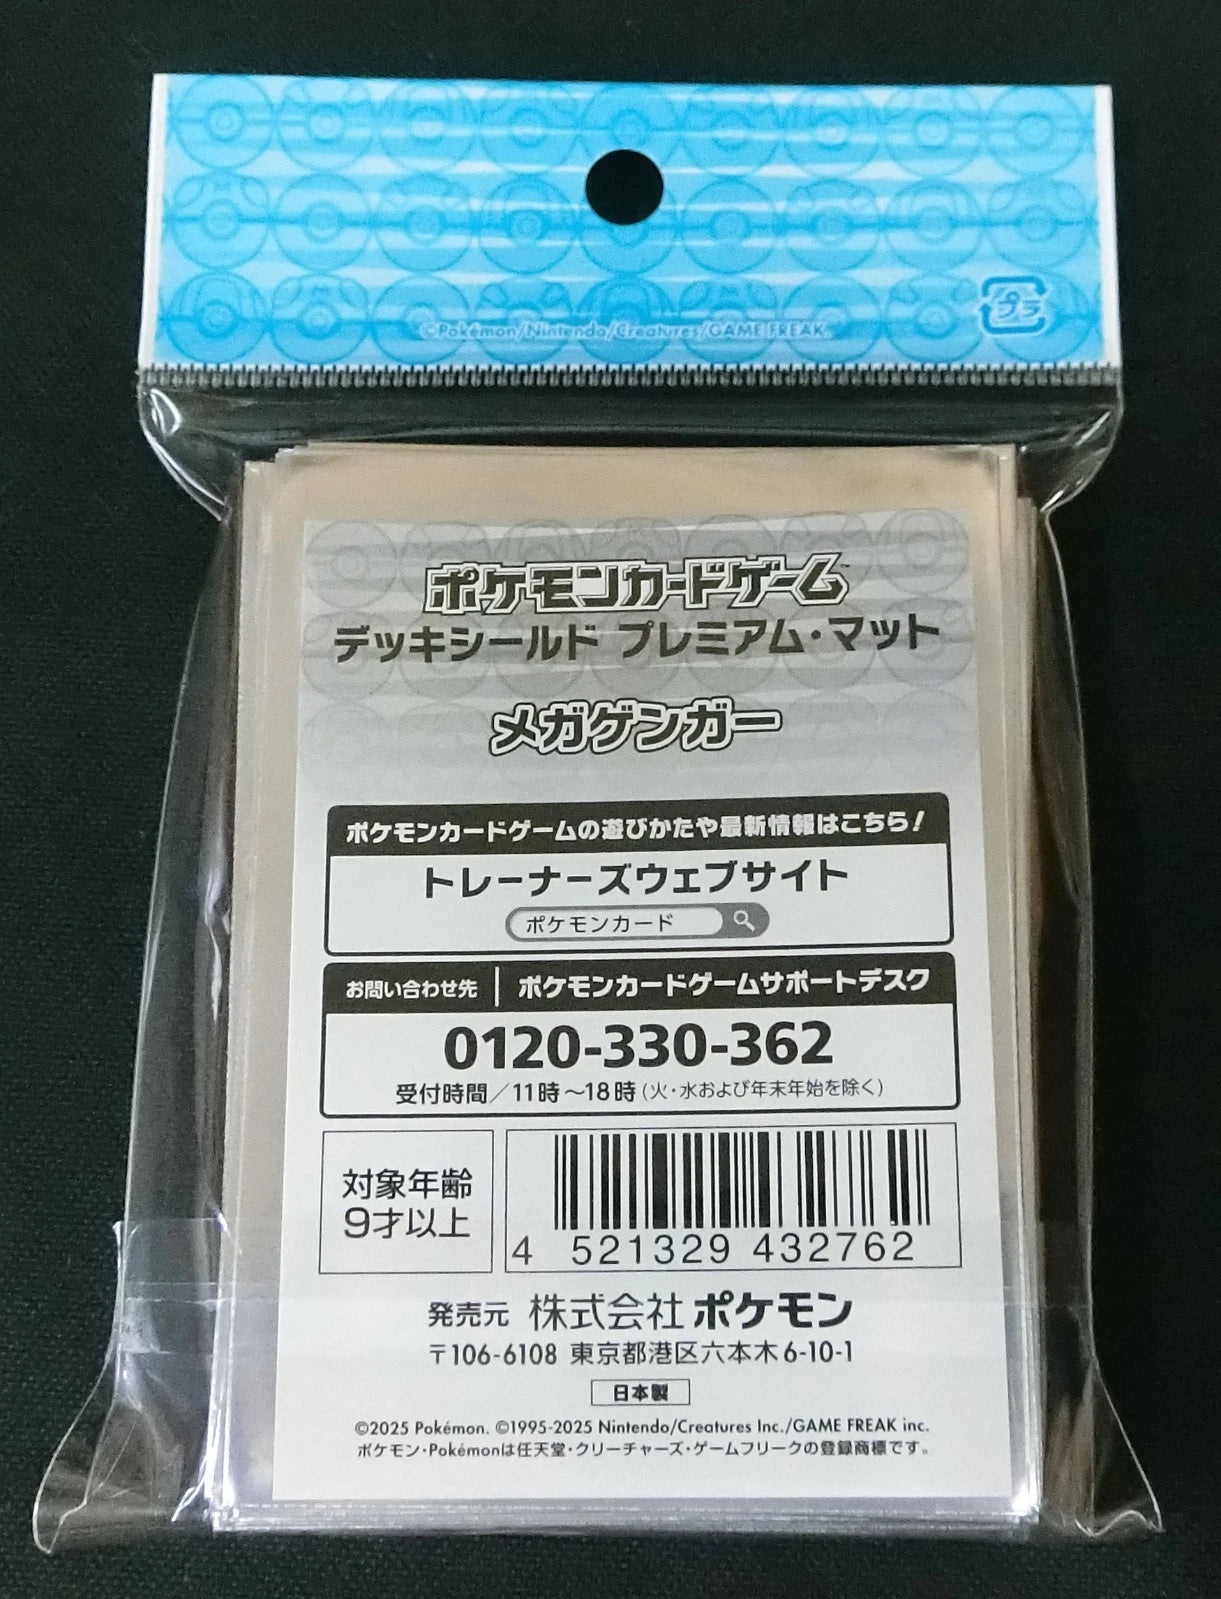 ©Pokémon/Nintendo/Creatures/GAME FREAK.
プラ
ポケモンカードゲーム
デッキシールド プレミアム・マット
メガゲンガー
ポケモンカードゲームの遊びかたや最新情報はこちら!
トレーナーズウェブサイト
ポケモンカード
お問い合わせ先 ポケモンカードゲームサポートデスク
0120-330-362
受付時間/11時~18時(火・水および年末年始を除く)
対象年齢
9才以上
4 521329 432762
発売元 株式会社ポケモン
〒106-6108 東京都港区六本木6-10-1
日本製
©2025 Pokémon. ©1995-2025 Nintendo/Creatures Inc./GAME FREAK inc.
ポケモン・Pokémonは任天堂・クリーチャーズ・ゲームフリークの登録商標です。